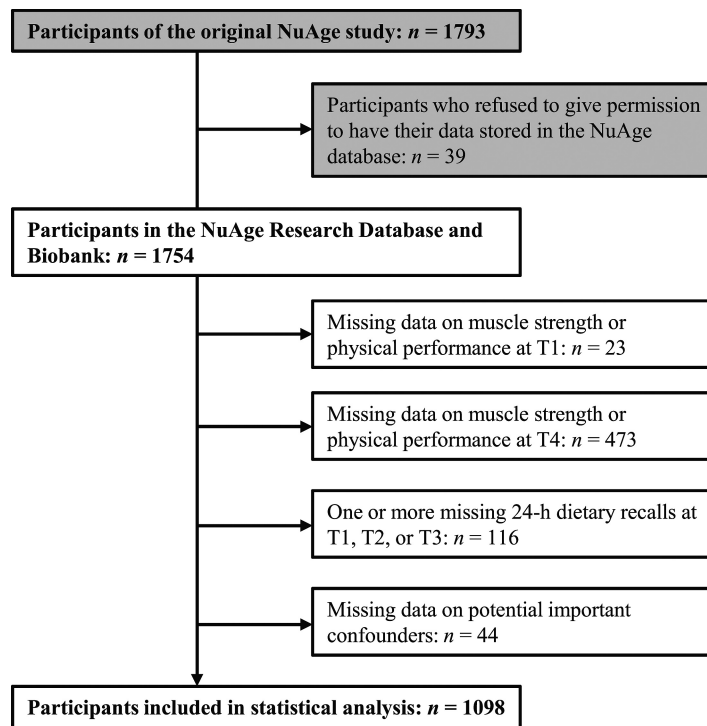 Participants of the original NuAge study: n = 1793
Participants who refused to give permission
to have their data stored in the NuAge
database: n = 39
Participants in the NuAge Research Database and
Biobank: n = 1754
Missing data on muscle strength or
physical performance at T1: n = 23
Missing data on muscle strength or
physical performance at T4: n = 473
One or more missing 24-h dietary recalls at
T1, T2, or T3: n = 116
Missing data on potential important
confounders: n = 44
Participants included in statistical analysis: n = 1098